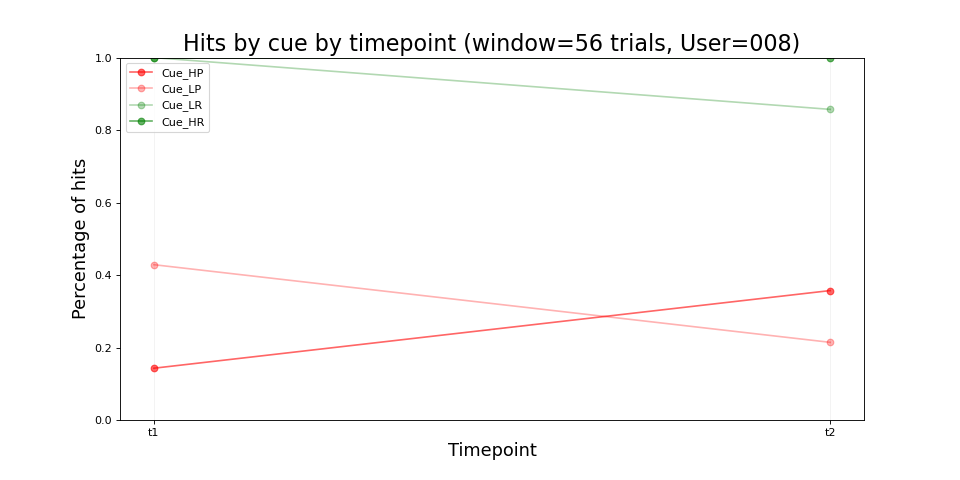 Hits by cue by timepoint (window=56 trials, User=008)
Cue_HP
Cue_LP
Cue_LR
Cue_HR
Percentage of hits
1.0
0.8
0.6
0.4
0.2
0.0
t1
t2
Timepoint